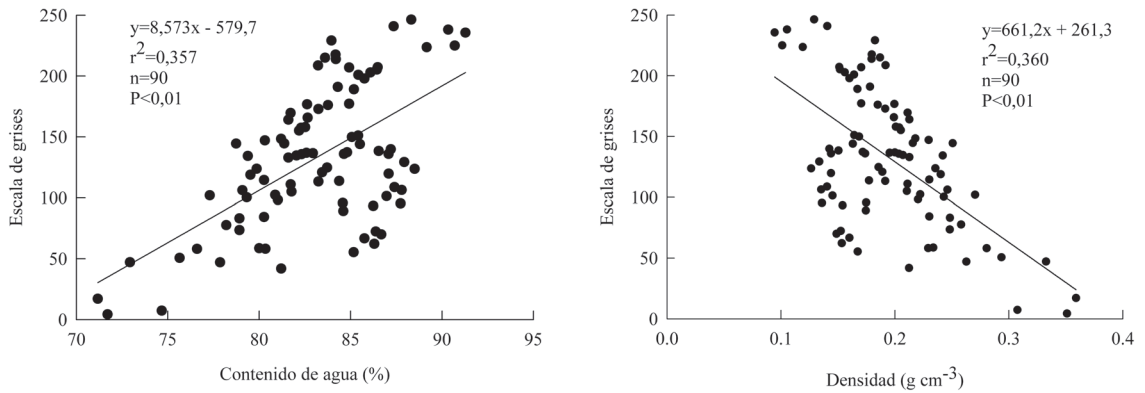 250
200
150
100
50
0
Escala de grises
y=8,573x - 579,7
r²=0,357
n=90
P<0,01
70 75 80 85 90 95
Contenido de agua (%)
250
200
150
100
50
0
Escala de grises
y=661,2x + 261,3
r²=0,360
n=90
P<0,01
0.0 0.1 0.2 0.3 0.4
Densidad (g cm⁻³)